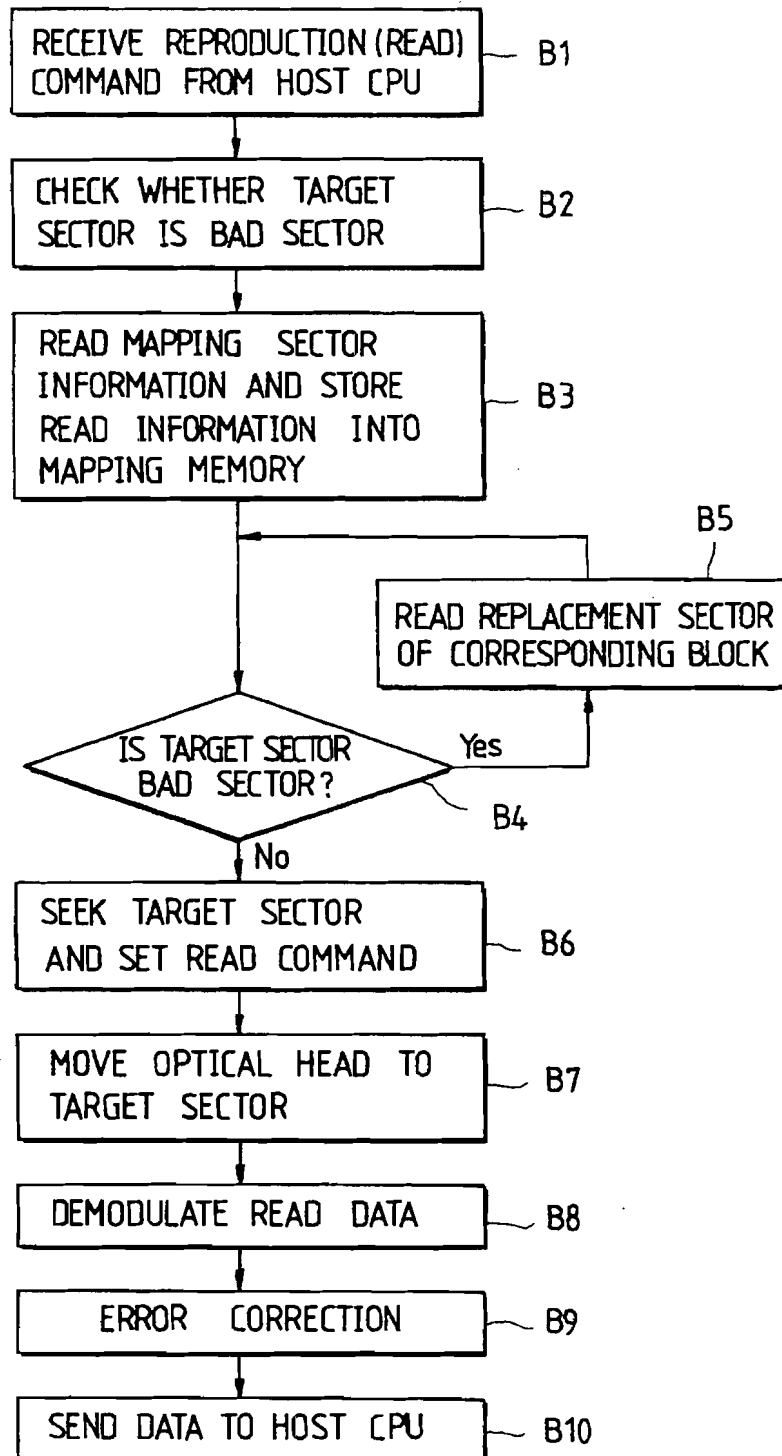 RECEIVE REPRODUCTION (READ)
COMMAND FROM HOST CPU
B1
CHECK WHETHER TARGET
SECTOR IS BAD SECTOR
B2
READ MAPPING SECTOR
INFORMATION AND STORE
READ INFORMATION INTO
MAPPING MEMORY
B3
B5
READ REPLACEMENT SECTOR
OF CORRESPONDING BLOCK
IS TARGET SECTOR
BAD SECTOR?
Yes
B4
No
SEEK TARGET SECTOR
AND SET READ COMMAND
B6
MOVE OPTICAL HEAD TO
TARGET SECTOR
B7
DEMODULATE READ DATA
B8
ERROR CORRECTION
B9
SEND DATA TO HOST CPU
B10